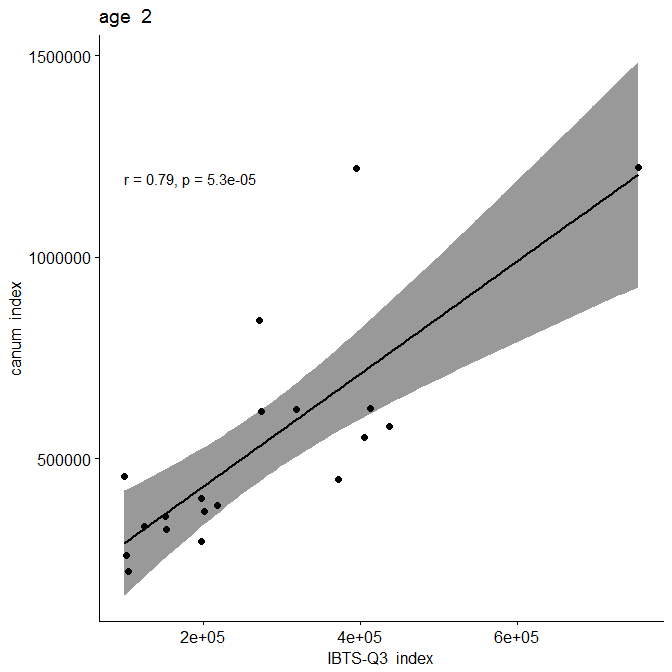 age 2
1500000
r = 0.79, p = 5.3e-05
1000000
canum index
500000
2e+05 4e+05 6e+05
IBTS-Q3 index